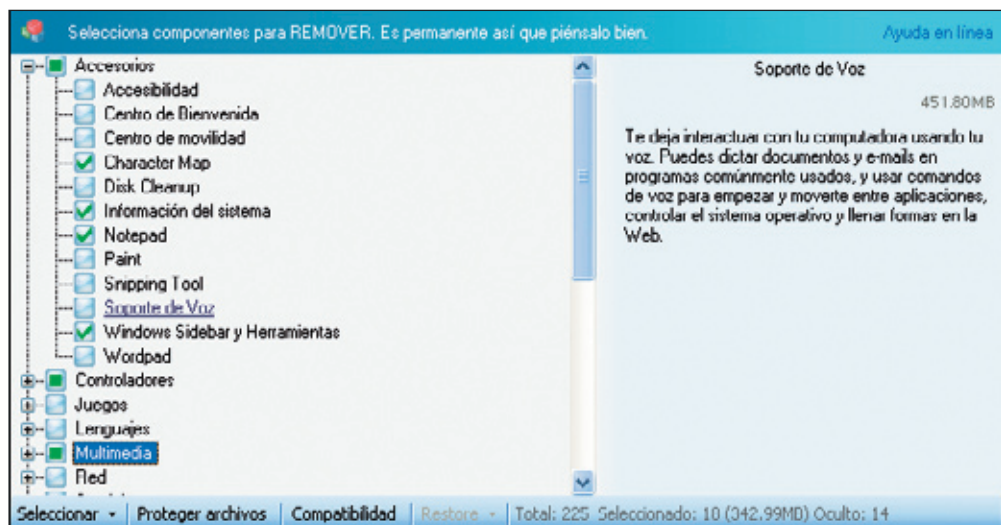 Selecciona componentes para REMOVER. Es permanente así que piénsalo bien.
Ayuda en línea
Accesorios
Accesibilidad
Centro de Bienvenida
Centro de movilidad
Character Map
Disk Cleanup
Información del sistema
Notepad
Paint
Snipping Tool
Soporte de Voz
Windows Sidebar y Herramientas
Wordpad
Controladores
Juegos
Lenguajes
Multimedia
Red
Soporte de Voz
451.80MB
Te deja interactuar con tu computadora usando tu
voz. Puedes dictar documentos y e-mails en
programas comúnmente usados, y usar comandos
de voz para empezar y moverte entre aplicaciones,
controlar el sistema operativo y llenar formas en la
Web.
Seleccionar
Proteger archivos
Compatibilidad
Restore
Total: 225 Seleccionado: 10 (342.99MB) Oculto: 14